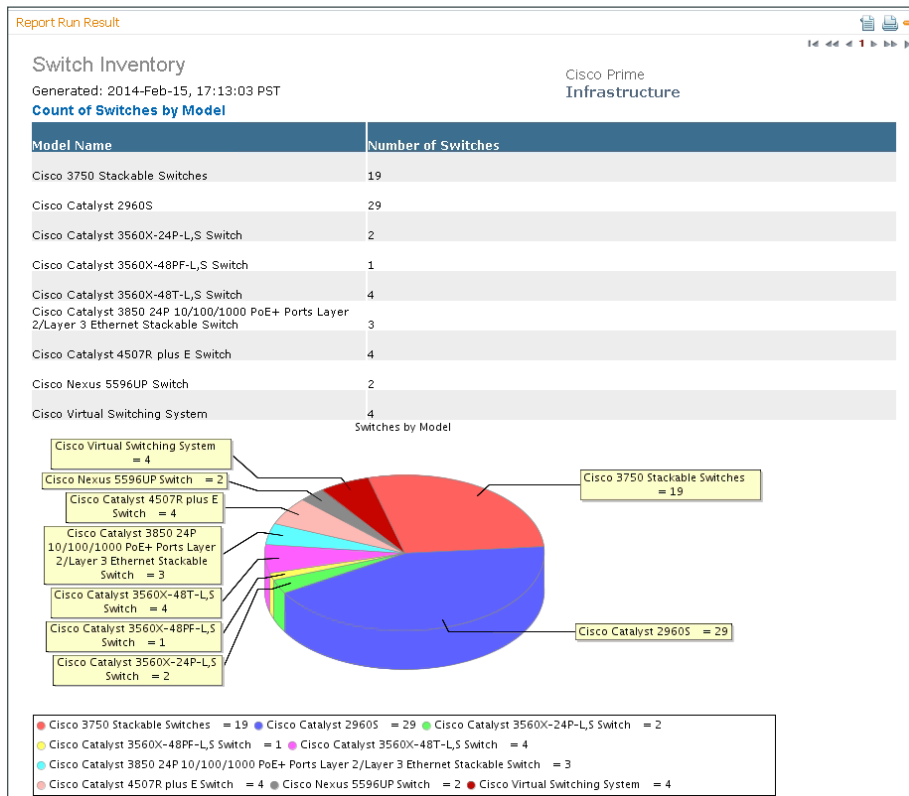 Report Run Result
1
Switch Inventory
Cisco Prime
Infrastructure
Generated: 2014-Feb-15, 17:13:03 PST
Count of Switches by Model
Model Name Number of Switches
Cisco 3750 Stackable Switches 19
Cisco Catalyst 2960S 29
Cisco Catalyst 3560X-24P-L,S Switch 2
Cisco Catalyst 3560X-48PF-L,S Switch 1
Cisco Catalyst 3560X-48T-L,S Switch 4
Cisco Catalyst 3850 24P 10/100/1000 PoE+ Ports Layer
2/Layer 3 Ethernet Stackable Switch 3
Cisco Catalyst 4507R plus E Switch 4
Cisco Nexus 5596UP Switch 2
Cisco Virtual Switching System 4
Switches by Model
Cisco Virtual Switching System
= 4
Cisco Nexus 5596UP Switch = 2
Cisco Catalyst 4507R plus E
Switch = 4
Cisco Catalyst 3850 24P
10/100/1000 PoE+ Ports Layer
2/Layer 3 Ethernet Stackable
Switch = 3
Cisco Catalyst 3560X-48T-L,S
Switch = 4
Cisco Catalyst 3560X-48PF-L,S
Switch = 1
Cisco Catalyst 3560X-24P-L,S
Switch = 2
Cisco 3750 Stackable Switches
= 19
Cisco Catalyst 2960S = 29
Cisco 3750 Stackable Switches = 19 Cisco Catalyst 2960S = 29 Cisco Catalyst 3560X-24P-L,S Switch = 2
Cisco Catalyst 3560X-48PF-L,S Switch = 1 Cisco Catalyst 3560X-48T-L,S Switch = 4
Cisco Catalyst 3850 24P 10/100/1000 PoE+ Ports Layer 2/Layer 3 Ethernet Stackable Switch = 3
Cisco Catalyst 4507R plus E Switch = 4 Cisco Nexus 5596UP Switch = 2 Cisco Virtual Switching System = 4